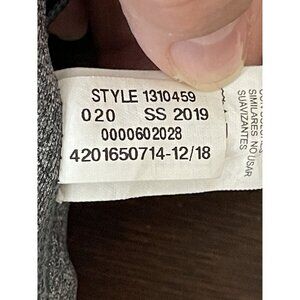 STYLE 1310459
020 SS 2019
0000602028
4201650714-12/18
SIMILARES NO USAR
SUAVIZANTES